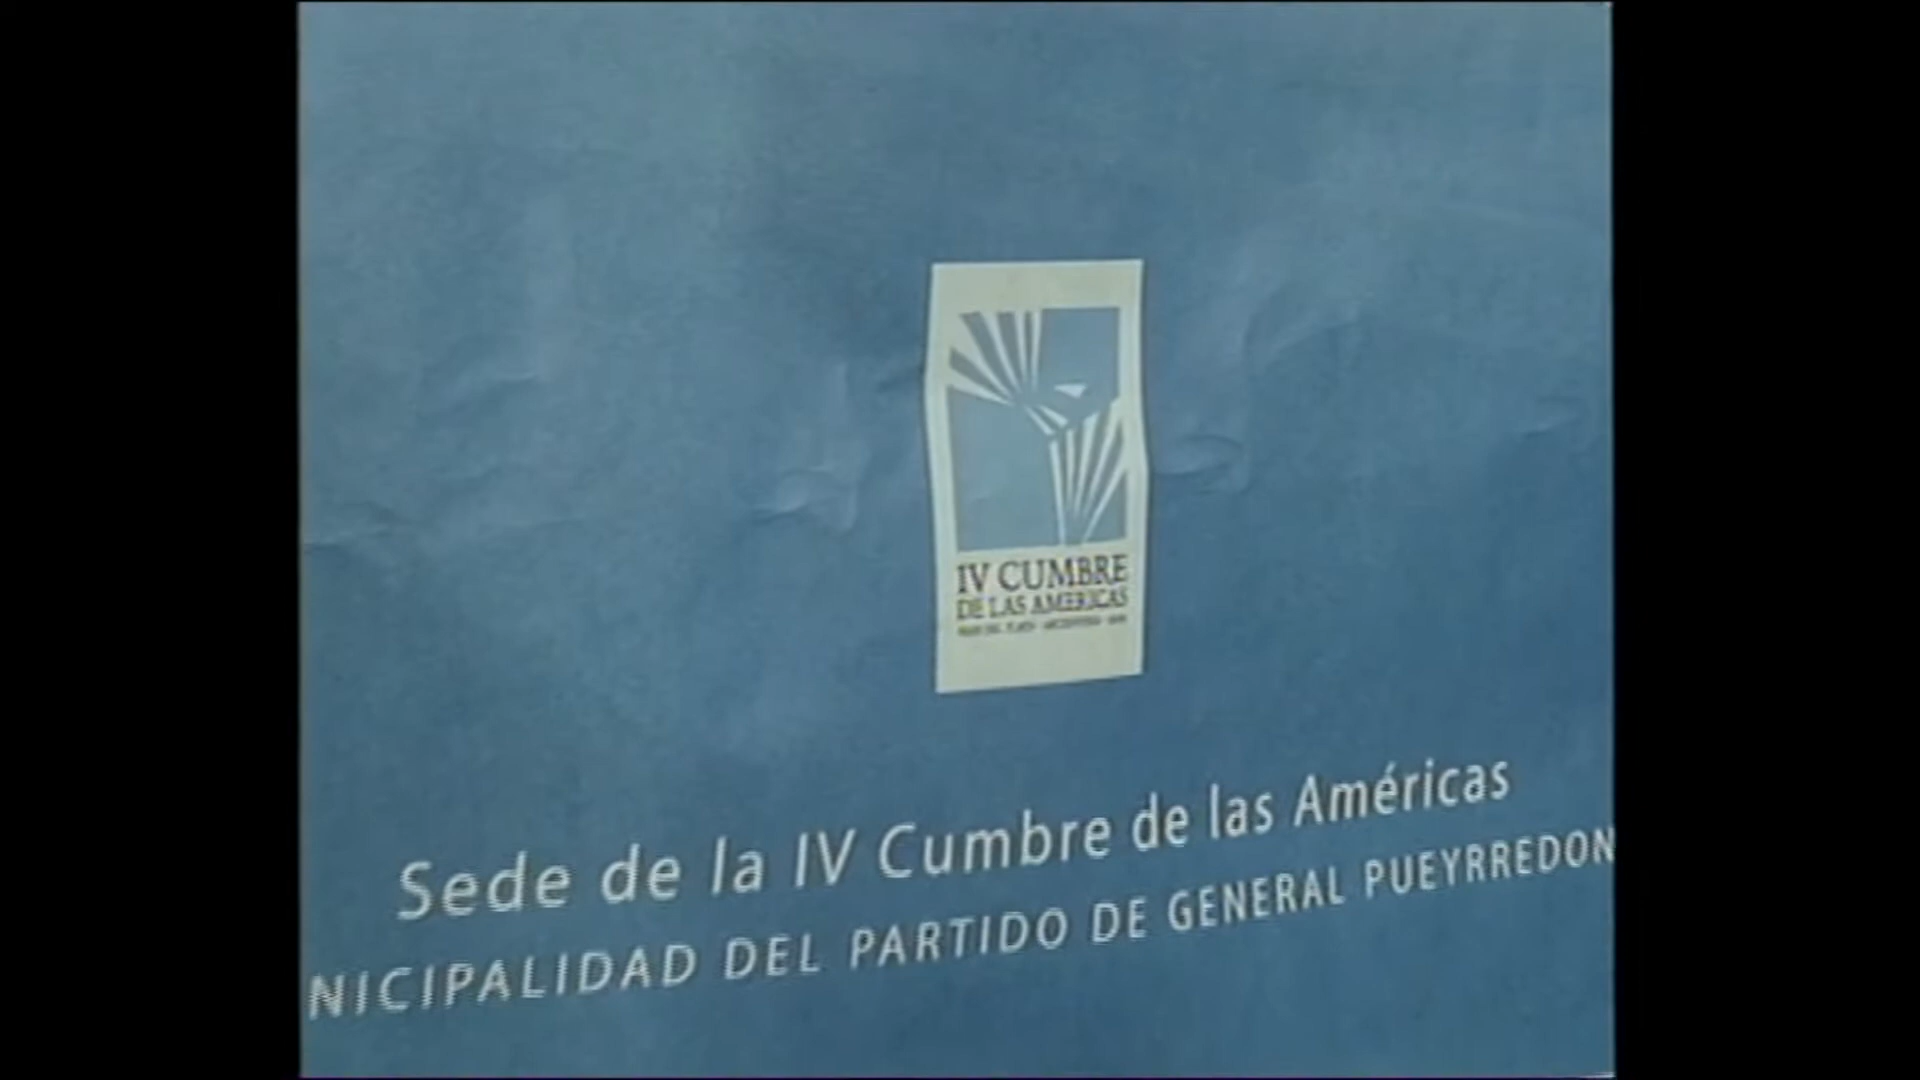 IV CUMBRE
DE LAS AMERICAS
Sede de la IV Cumbre de las Américas
NICIPALIDAD DEL PARTIDO DE GENERAL PUEYRREDON